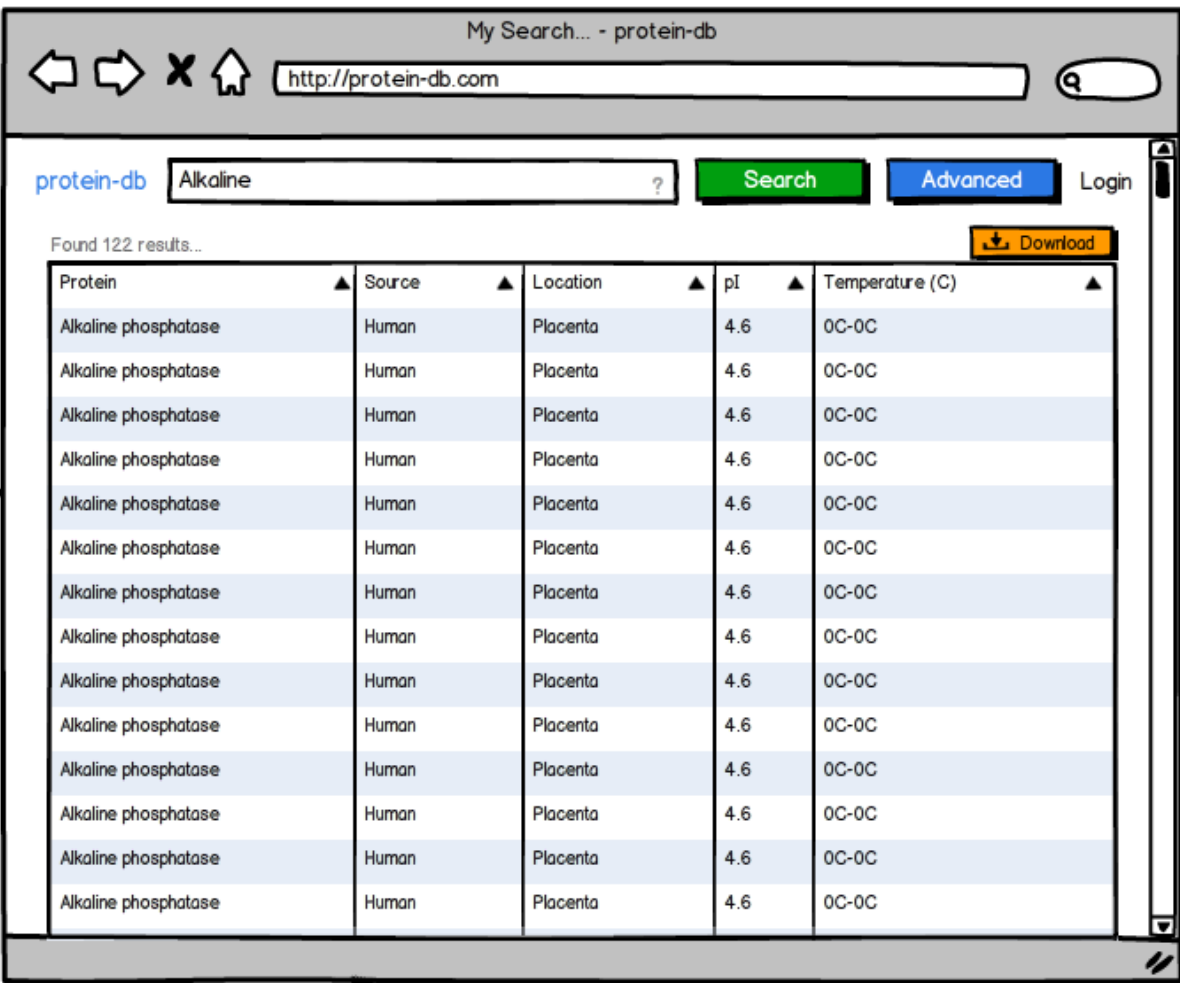 My Search... - protein-db
http://protein-db.com
protein-db Alkaline ? Search Advanced Login
Found 122 results... Download
Protein Source Location pI Temperature (C)
Alkaline phosphatase Human Placenta 4.6 0C-0C
Alkaline phosphatase Human Placenta 4.6 0C-0C
Alkaline phosphatase Human Placenta 4.6 0C-0C
Alkaline phosphatase Human Placenta 4.6 0C-0C
Alkaline phosphatase Human Placenta 4.6 0C-0C
Alkaline phosphatase Human Placenta 4.6 0C-0C
Alkaline phosphatase Human Placenta 4.6 0C-0C
Alkaline phosphatase Human Placenta 4.6 0C-0C
Alkaline phosphatase Human Placenta 4.6 0C-0C
Alkaline phosphatase Human Placenta 4.6 0C-0C
Alkaline phosphatase Human Placenta 4.6 0C-0C
Alkaline phosphatase Human Placenta 4.6 0C-0C
Alkaline phosphatase Human Placenta 4.6 0C-0C
Alkaline phosphatase Human Placenta 4.6 0C-0C